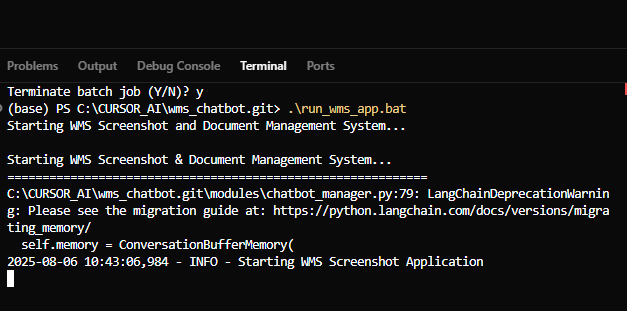 Problems Output Debug Console Terminal Ports
Terminate batch job (Y/N)? y
(base) PS C:\CURSOR_AI\wms_chatbot.git> .\run_wms_app.bat
Starting WMS Screenshot and Document Management System...
Starting WMS Screenshot & Document Management System...
============================================================
C:\CURSOR_AI\wms_chatbot.git\modules\chatbot_manager.py:79: LangChainDeprecationWarnin
g: Please see the migration guide at: https://python.langchain.com/docs/versions/migra
ting_memory/
self.memory = ConversationBufferMemory(
2025-08-06 10:43:06,984 - INFO - Starting WMS Screenshot Application